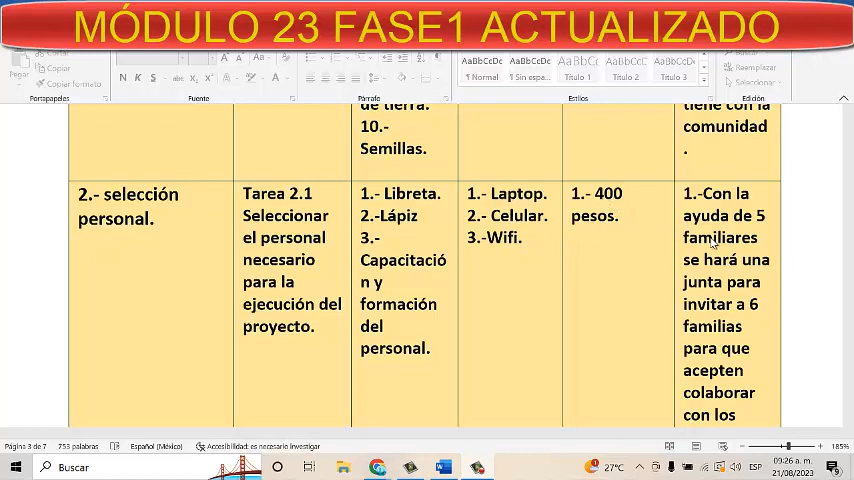 MÓDULO 23 FASE1 ACTUALIZADO
Cortar
Pegar
Copiar
Copiar formato
Portapapeles
N K S
Fuente
Párrafo
AaBbCcDc AaBbCcDc AaBbCcDc AaBbCcDc AaBbCcDc
¶ Normal ¶ Sin espa... Título 1 Título 2 Título 3
Estilos
Buscar
Reemplazar
Seleccionar
Edición
de tierra.
10.-
Semillas.
tiene con la
comunidad
.
2.- selección
personal.
Tarea 2.1
Seleccionar
el personal
necesario
para la
ejecución del
proyecto.
1.- Libreta.
2.-Lápiz
3.-
Capacitació
n y
formación
del
personal.
1.- Laptop.
2.- Celular.
3.-Wifi.
1.- 400
pesos.
1.-Con la
ayuda de 5
familiares
se hará una
junta para
invitar a 6
familias
para que
acepten
colaborar
con los
Página 3 de 7 753 palabras Español (México) Accesibilidad: es necesario investigar 185%
Buscar
27°C ESP 09:26 a. m.
21/08/2023
9